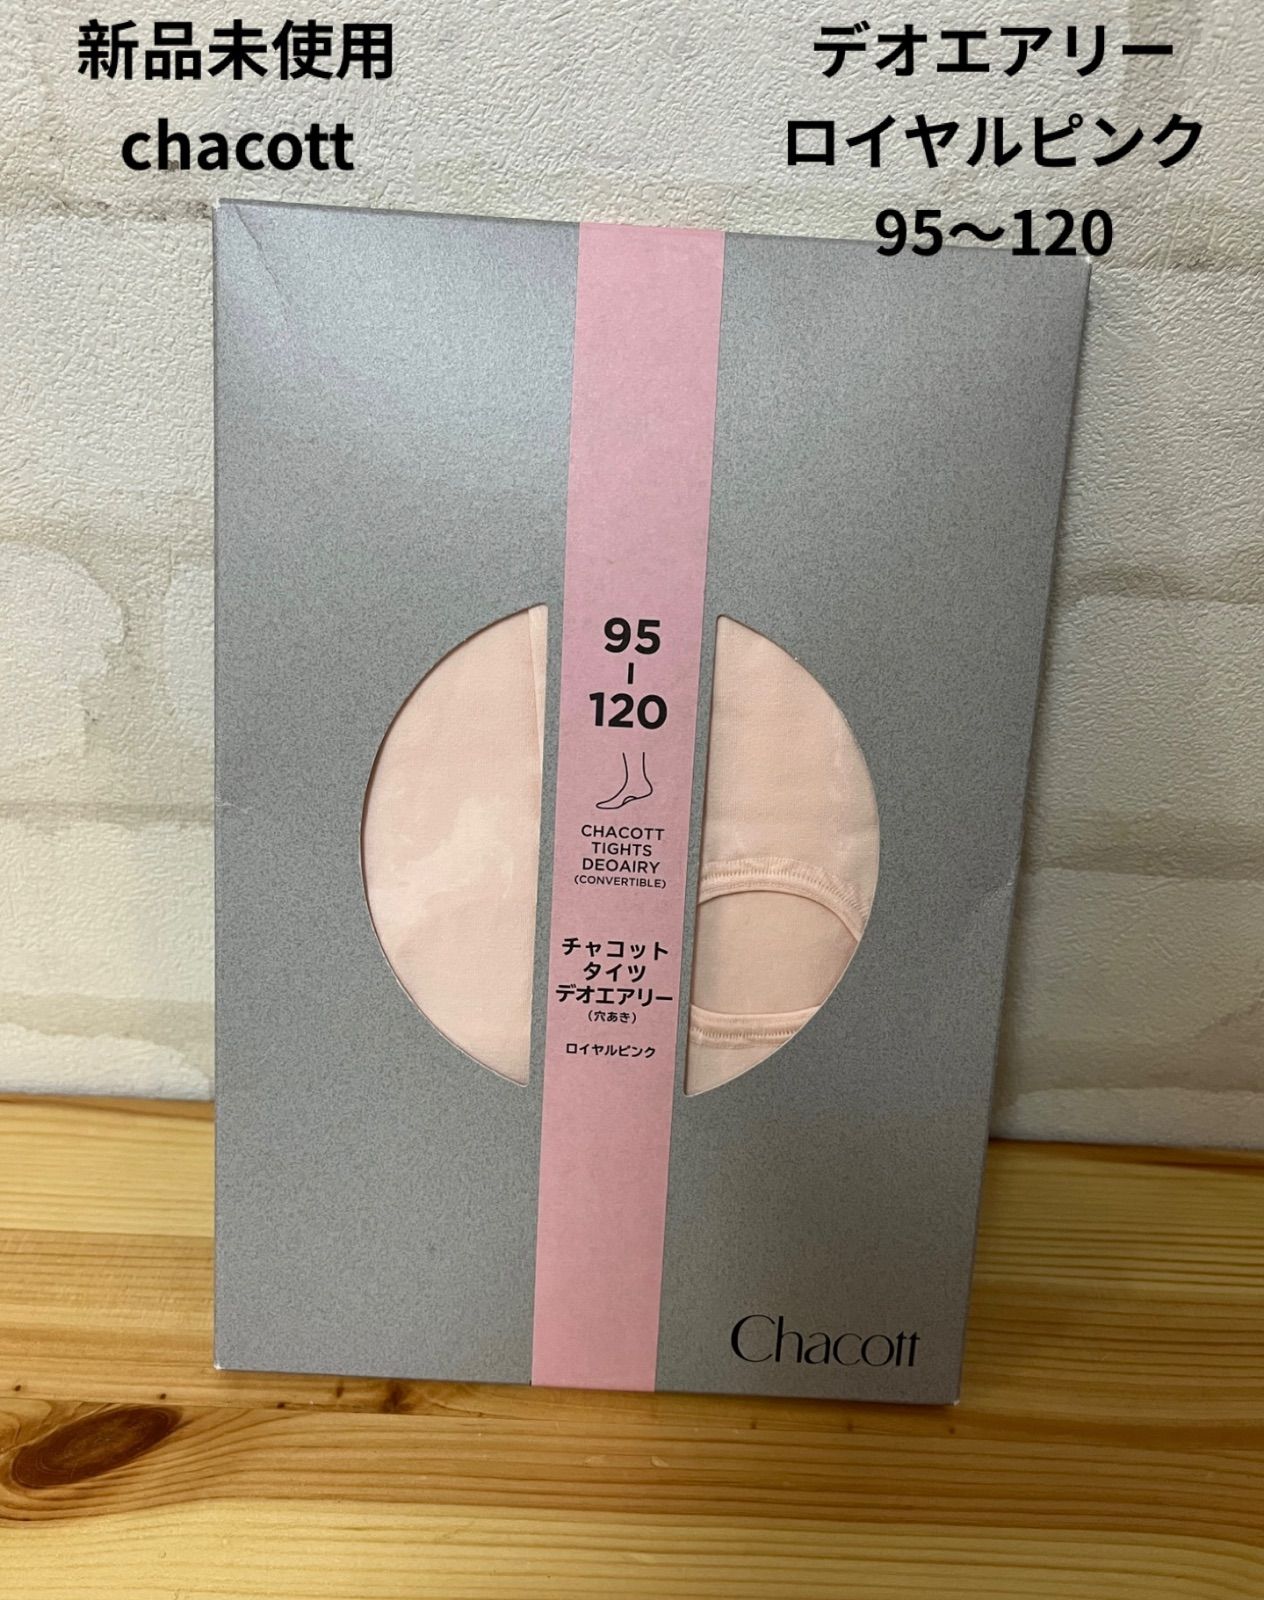 新品未使用
chacott
デオエアリー
ロイヤルピンク
95〜120
95
-
120
CHACOTT
TIGHTS
DEOAIRY
(CONVERTIBLE)
チャコット
タイツ
デオエアリー
(穴あき)
ロイヤルピンク
Chacott